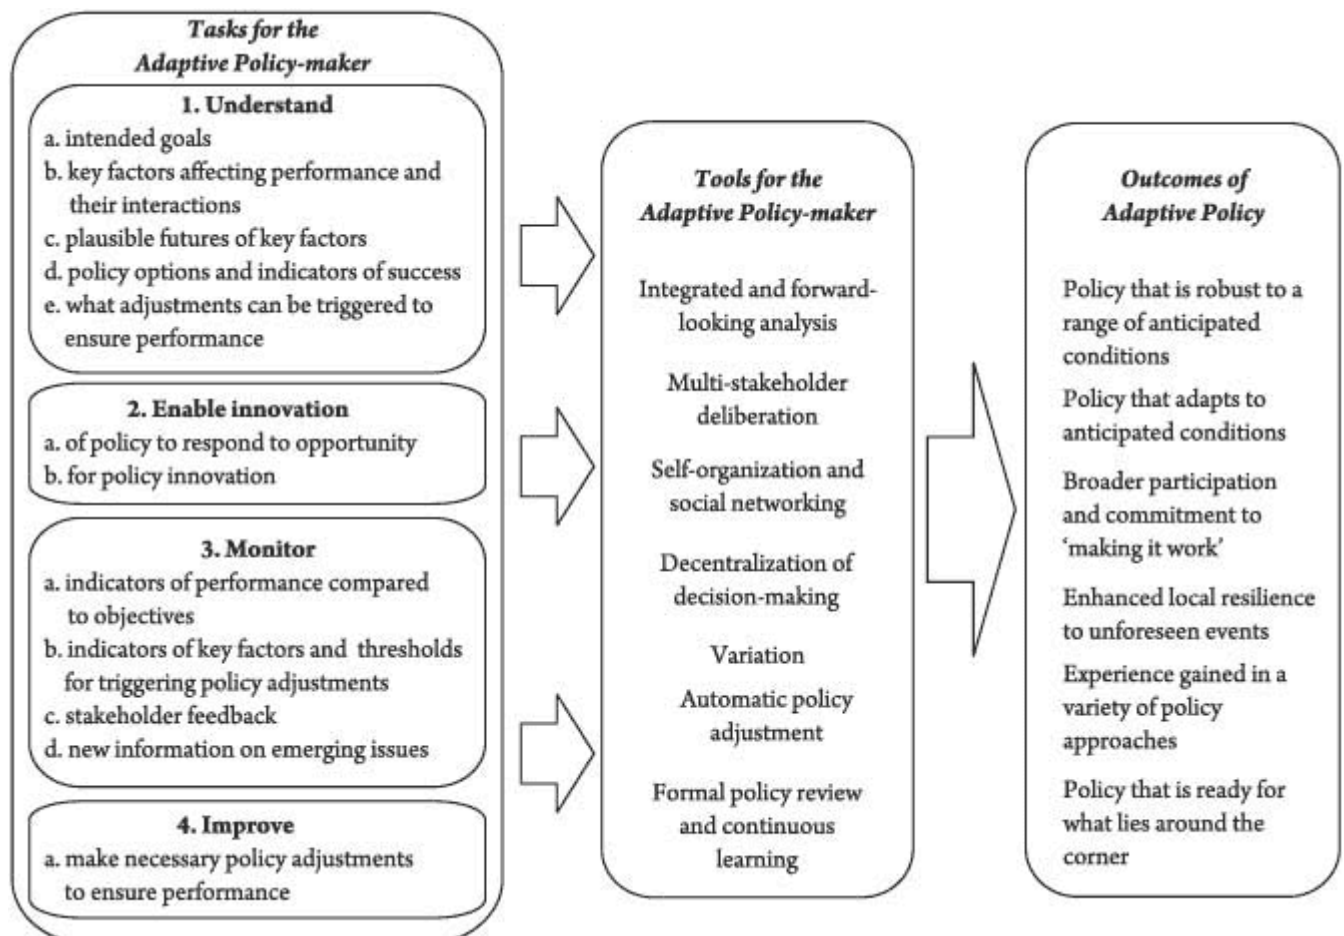 Tasks for the
Adaptive Policy-maker
1. Understand
a. intended goals
b. key factors affecting performance and
their interactions
c. plausible futures of key factors
d. policy options and indicators of success
e. what adjustments can be triggered to
ensure performance
2. Enable innovation
a. of policy to respond to opportunity
b. for policy innovation
3. Monitor
a. indicators of performance compared
to objectives
b. indicators of key factors and thresholds
for triggering policy adjustments
c. stakeholder feedback
d. new information on emerging issues
4. Improve
a. make necessary policy adjustments
to ensure performance
Tools for the
Adaptive Policy-maker
Integrated and forward-
looking analysis
Multi-stakeholder
deliberation
Self-organization and
social networking
Decentralization of
decision-making
Variation
Automatic policy
adjustment
Formal policy review
and continuous
learning
Outcomes of
Adaptive Policy
Policy that is robust to a
range of anticipated
conditions
Policy that adapts to
anticipated conditions
Broader participation
and commitment to
‘making it work’
Enhanced local resilience
to unforeseen events
Experience gained in a
variety of policy
approaches
Policy that is ready for
what lies around the
corner